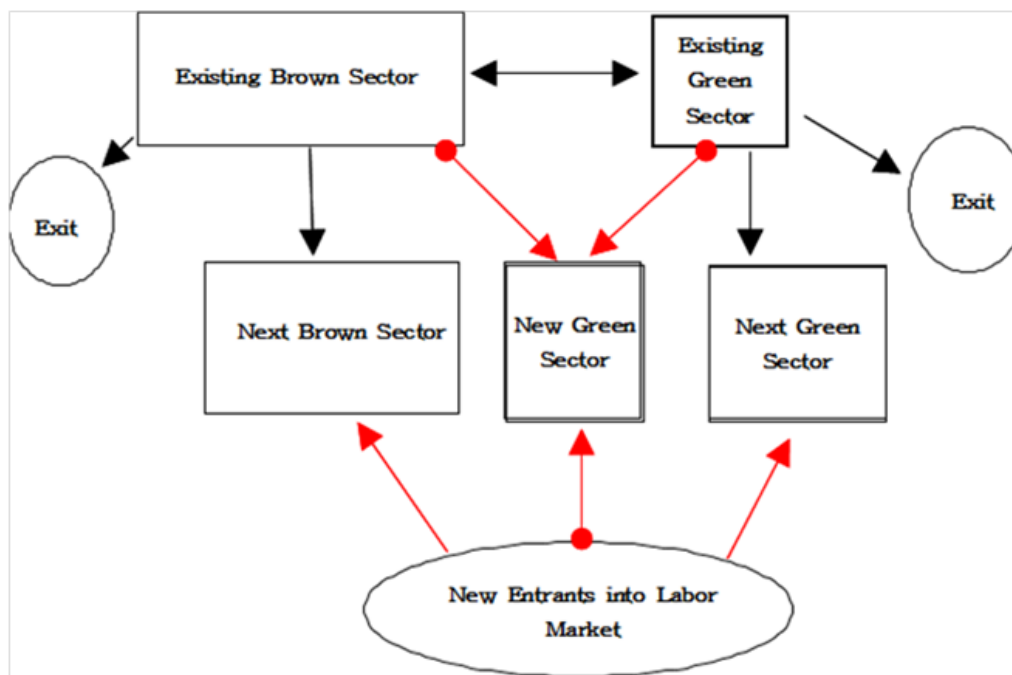 Existing Brown Sector
Existing
Green
Sector
Exit
Exit
Next Brown Sector
New Green
Sector
Next Green
Sector
New Entrants into Labor
Market